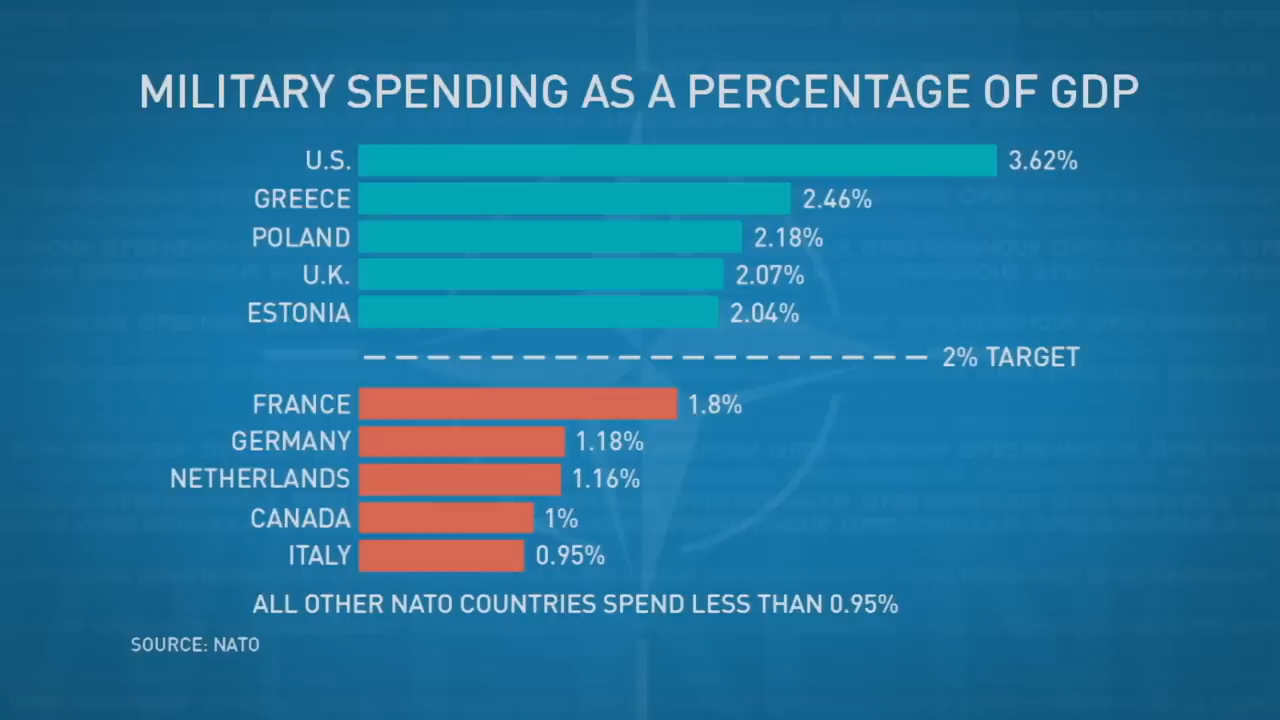 MILITARY SPENDING AS A PERCENTAGE OF GDP
U.S. 3.62%
GREECE 2.46%
POLAND 2.18%
U.K. 2.07%
ESTONIA 2.04%
2% TARGET
FRANCE 1.8%
GERMANY 1.18%
NETHERLANDS 1.16%
CANADA 1%
ITALY 0.95%
ALL OTHER NATO COUNTRIES SPEND LESS THAN 0.95%
SOURCE: NATO